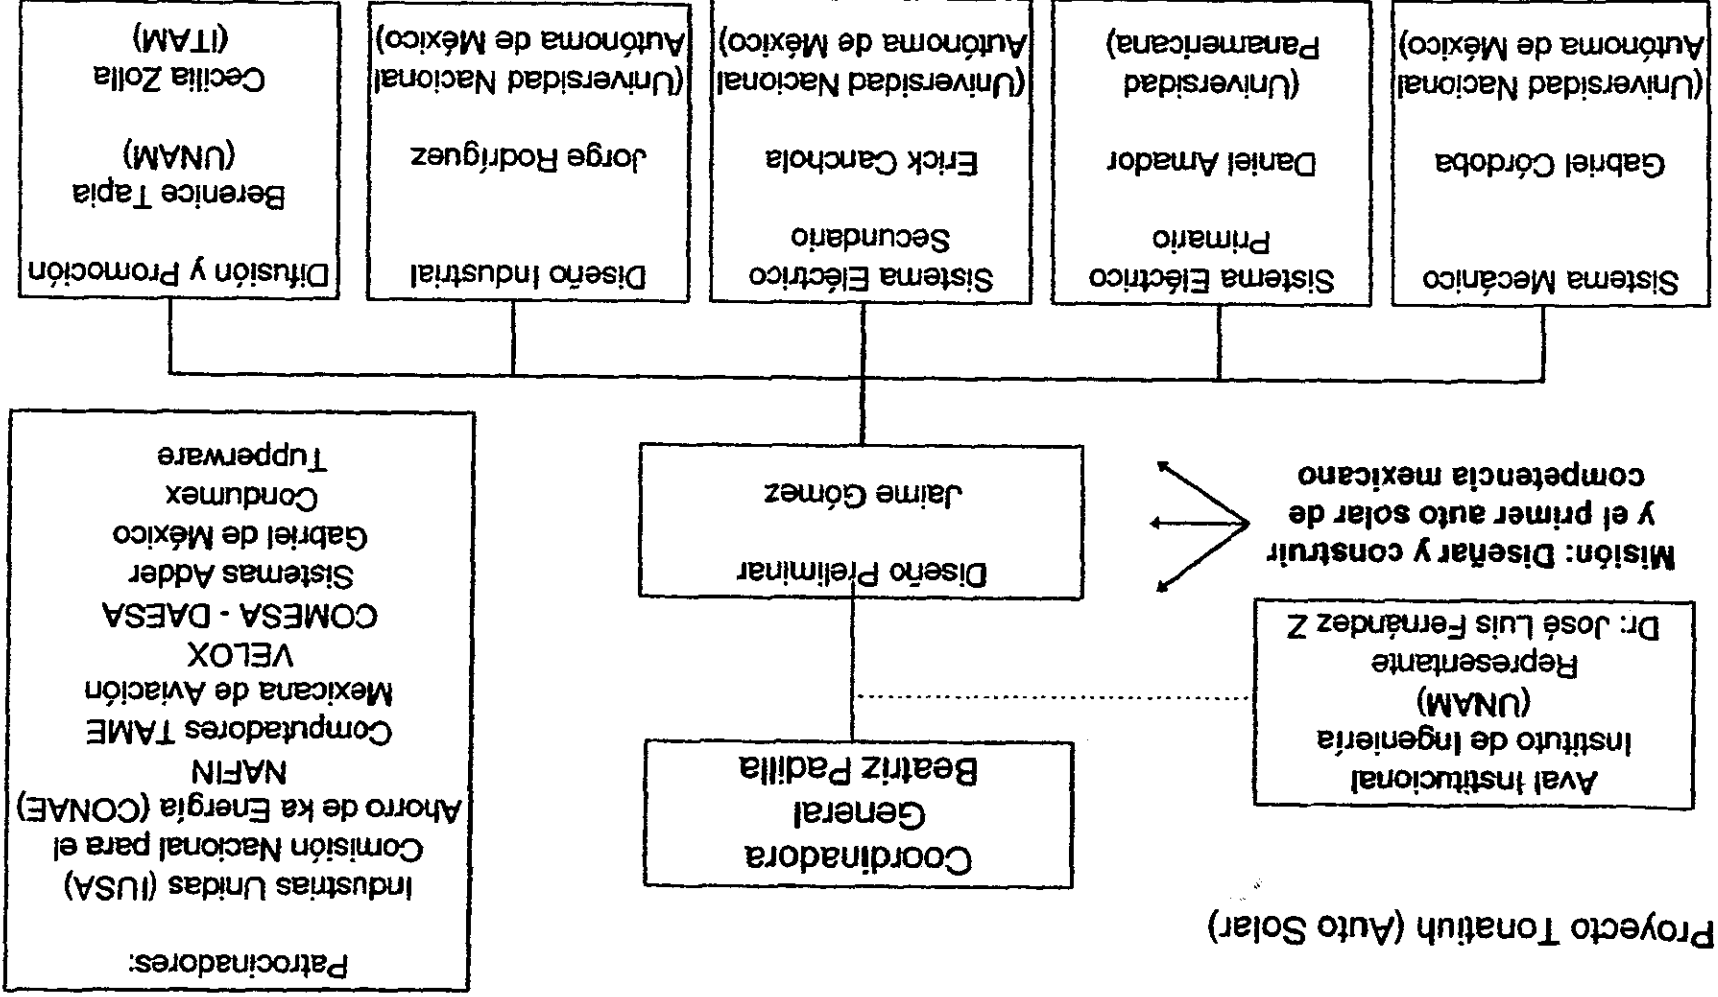 Proyecto Tonatiuh (Auto Solar)
Coordinadora
General
Beatriz Padilla
Patrocinadores:
Industrias Unidas (IUSA)
Comisión Nacional para el
Ahorro de ka Energía (CONAE)
NAFIN
Computadores TAME
Mexicana de Aviación
VELOX
COMESA - DAESA
Sistemas Adder
Gabriel de México
Condumex
Tupperware
Aval Institucional
Instituto de Ingeniería
(UNAM)
Representante
Dr: José Luis Fernández Z
Misión: Diseñar y construir
y el primer auto solar de
competencia mexicano
Diseño Preliminar
Jaime Gómez
Sistema Mecánico
Gabriel Córdoba
(Universidad Nacional
Autónoma de México)
Sistema Eléctrico
Primario
Daniel Amador
(Universidad
Panamericana)
Sistema Eléctrico
Secundario
Erick Canchola
(Universidad Nacional
Autónoma de México)
Diseño Industrial
Jorge Rodríguez
(Universidad Nacional
Autónoma de México)
Difusión y Promoción
Berenice Tapia
(UNAM)
Cecilia Zolla
(ITAM)